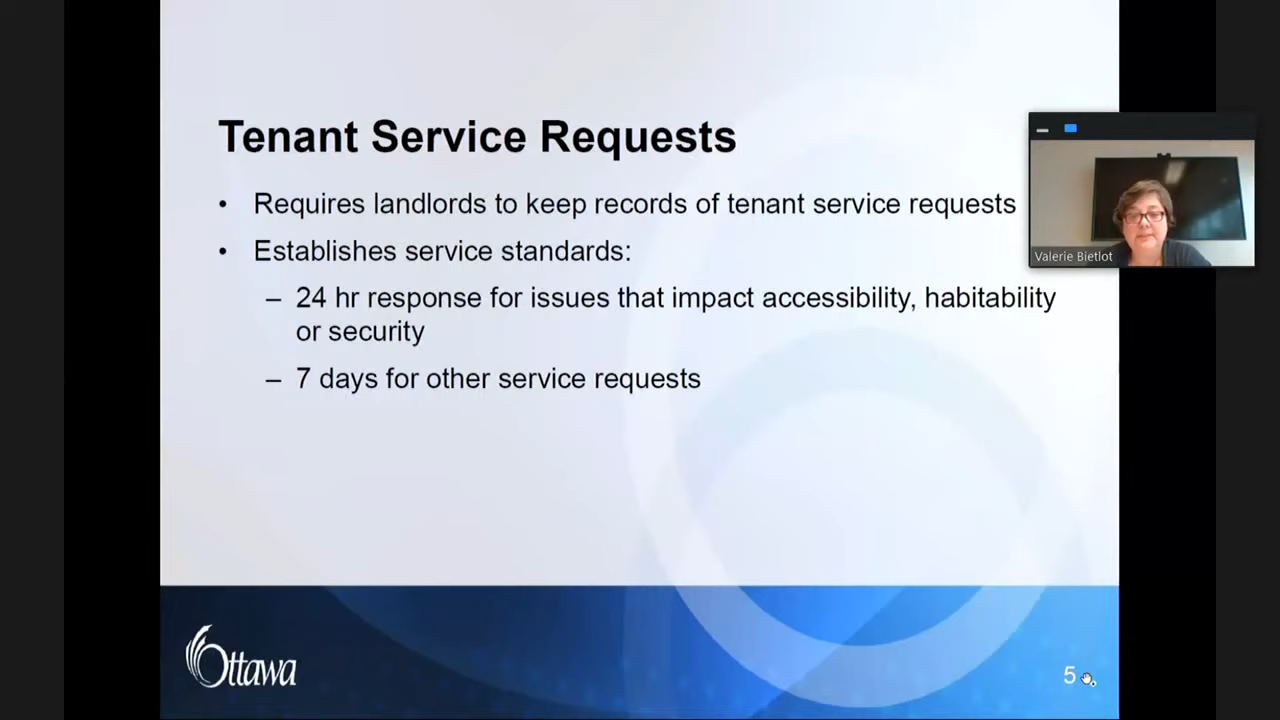 Tenant Service Requests
• Requires landlords to keep records of tenant service requests
• Establishes service standards:
– 24 hr response for issues that impact accessibility, habitability
or security
– 7 days for other service requests
Valerie Bietlot
Ottawa
5